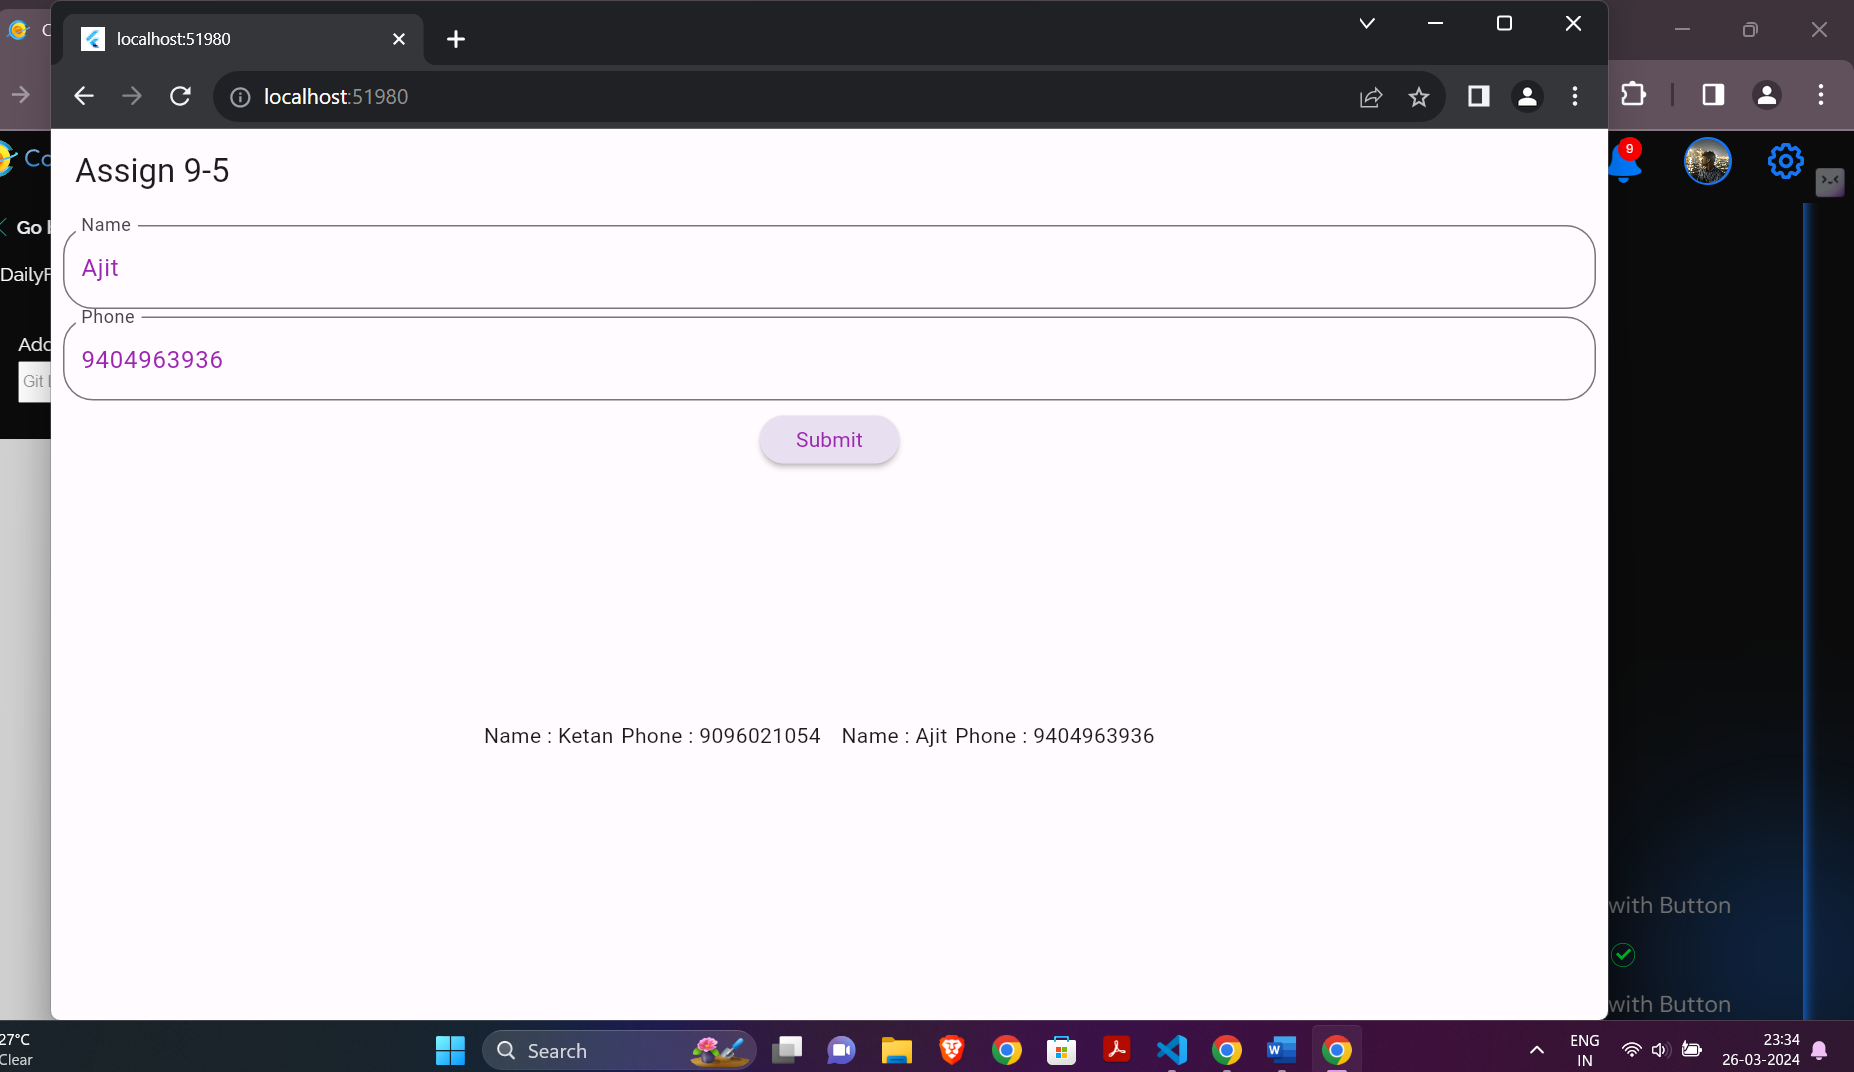 localhost:51980
localhost:51980
Co
9
Assign 9-5
Go
Name
Ajit
DailyF
Phone
9404963936
Add
Git
Submit
Name : Ketan Phone : 9096021054 Name : Ajit Phone : 9404963936
with Button
with Button
27°C
Clear
Search
ENG
IN
23:34
26-03-2024